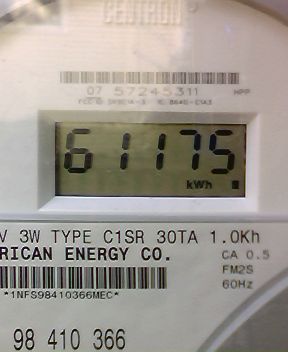 CENTRON
07 57245311
HPP
61175
kWh
V 3W TYPE C1SR 30TA 1.0Kh
RICAN ENERGY CO.
CA 0.5
FM2S
60Hz
*1NFS98410366MEC*
98 410 366